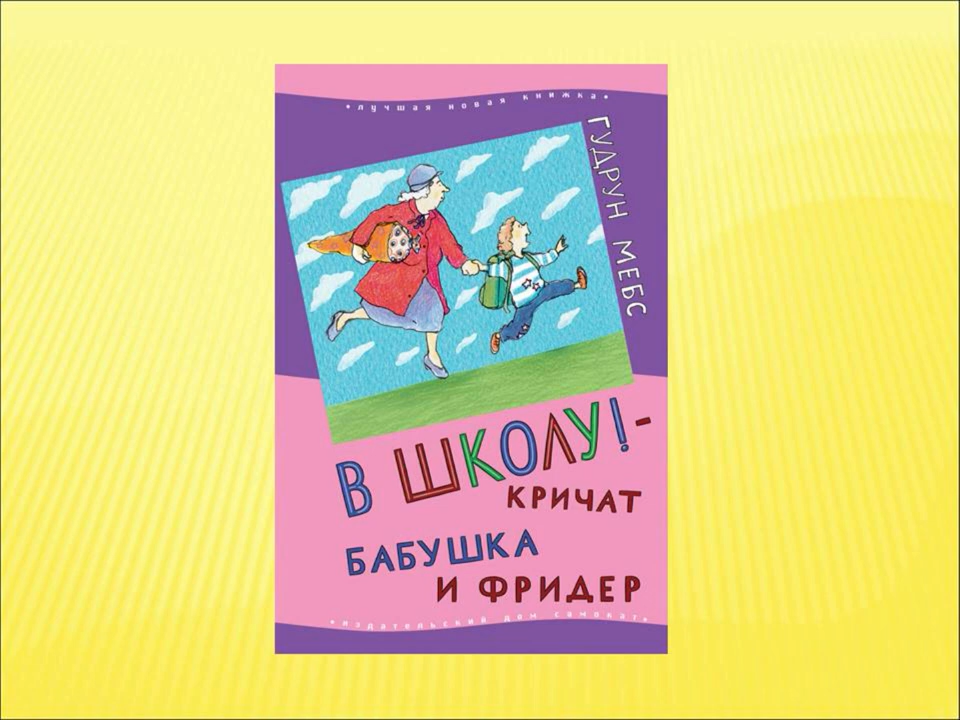 •лучшая новая книжка•
ГУДРУН МЕБС
В ШКОЛУ!-
КРИЧАТ
БАБУШКА
И ФРИДЕР
•издательский дом самокат•